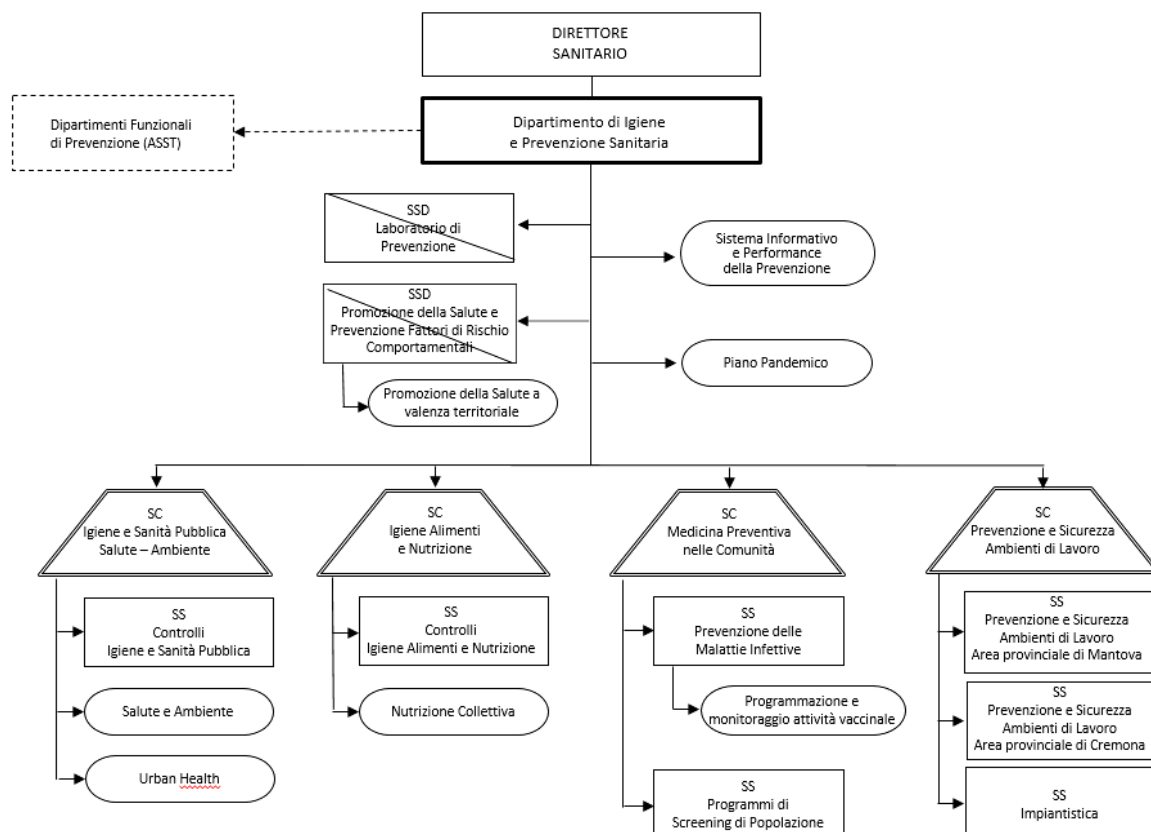 DIRETTORE
SANITARIO
Dipartimenti Funzionali
di Prevenzione (ASST)
Dipartimento di Igiene
e Prevenzione Sanitaria
SSD
Laboratorio di
Prevenzione
Sistema Informativo
e Performance
della Prevenzione
SSD
Promozione della Salute e
Prevenzione Fattori di Rischio
Comportamentali
Piano Pandemico
Promozione della Salute a
valenza territoriale
SC
Igiene e Sanità Pubblica
Salute – Ambiente
SS
Controlli
Igiene e Sanità Pubblica
Salute e Ambiente
Urban Health
SC
Igiene Alimenti
e Nutrizione
SS
Controlli
Igiene Alimenti e Nutrizione
Nutrizione Collettiva
SC
Medicina Preventiva
nelle Comunità
SS
Prevenzione delle
Malattie Infettive
Programmazione e
monitoraggio attività vaccinale
SS
Programmi di
Screening di Popolazione
SC
Prevenzione e Sicurezza
Ambienti di Lavoro
SS
Prevenzione e Sicurezza
Ambienti di Lavoro
Area provinciale di Mantova
SS
Prevenzione e Sicurezza
Ambienti di Lavoro
Area provinciale di Cremona
SS
Impiantistica